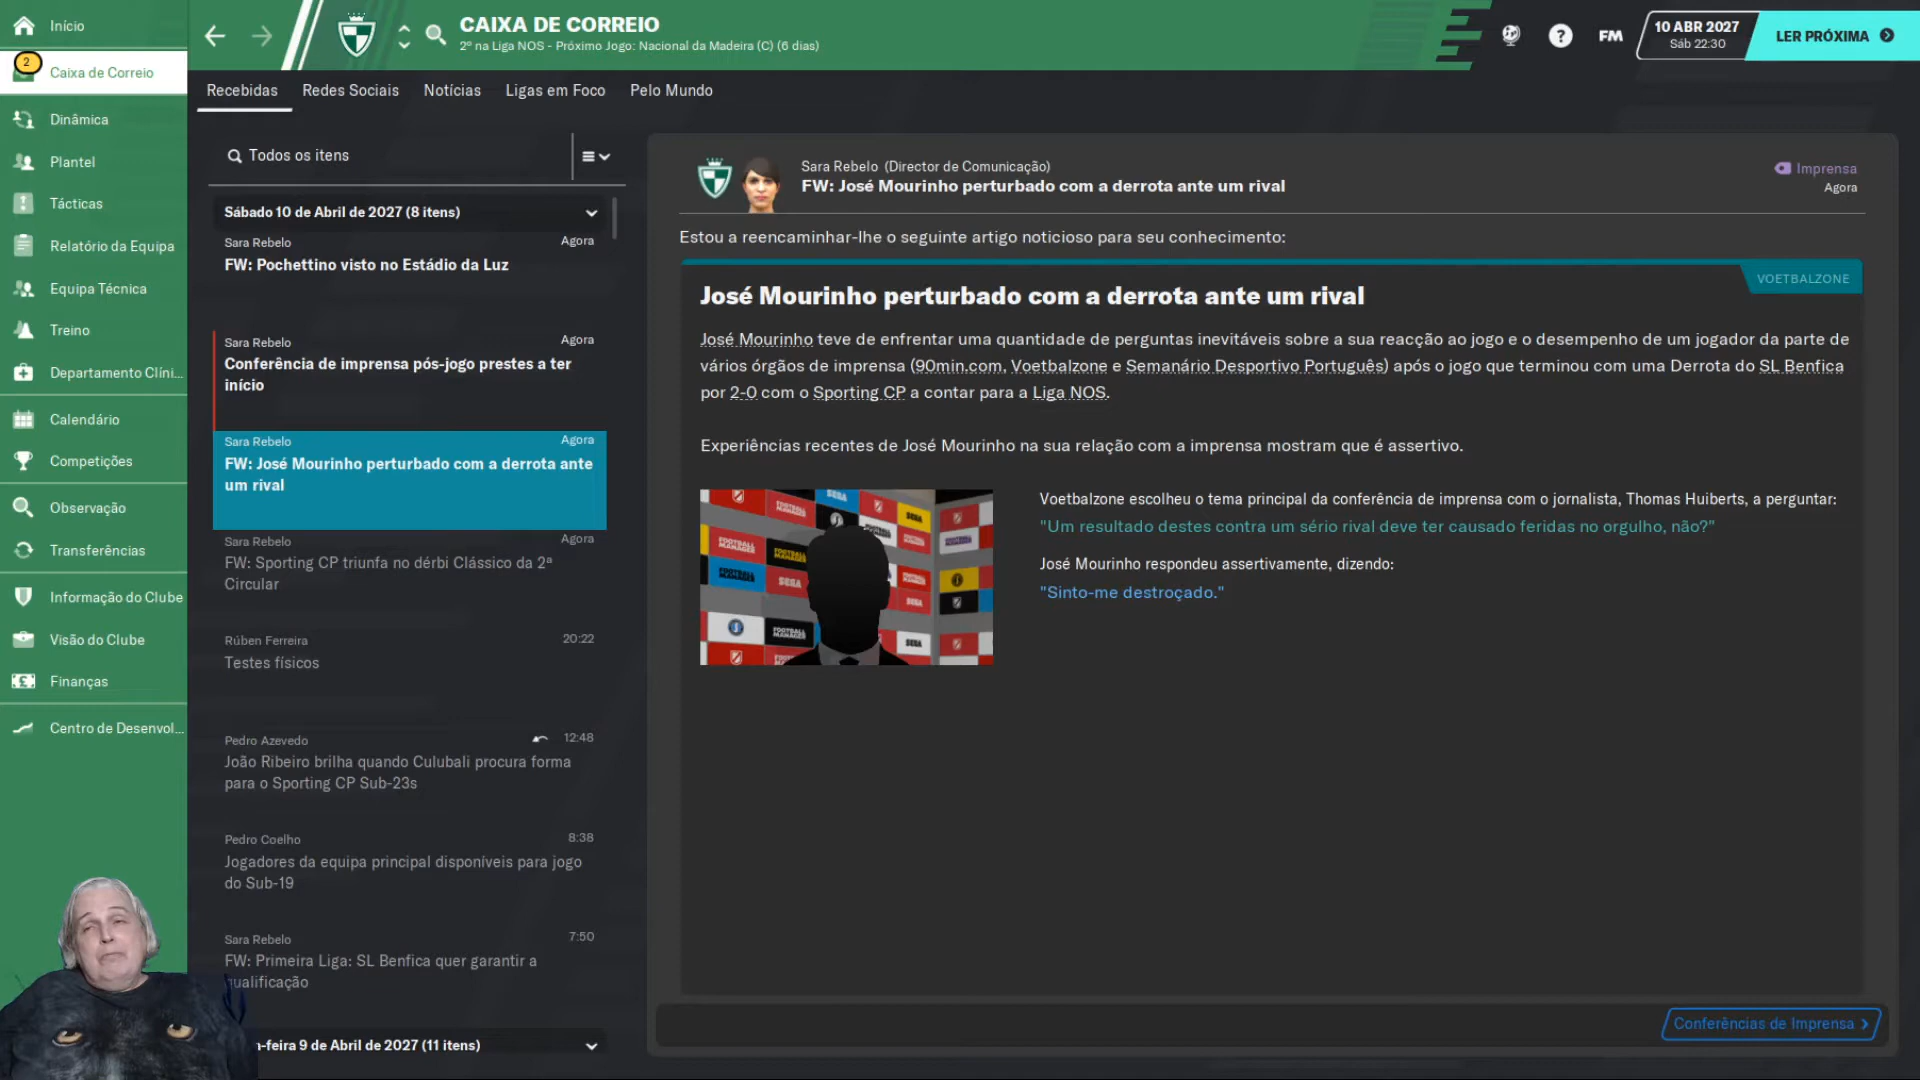 Início
CAIXA DE CORREIO
2º na Liga NOS - Próximo Jogo: Nacional da Madeira (C) (6 dias)
FM
10 ABR 2027
Sáb 22:30
LER PRÓXIMA
2
Caixa de Correio
Dinâmica
Plantel
Tácticas
Relatório da Equipa
Equipa Técnica
Treino
Departamento Clíni...
Calendário
Competições
Observação
Transferências
Informação do Clube
Visão do Clube
Finanças
Centro de Desenvol...
Recebidas
Redes Sociais
Notícias
Ligas em Foco
Pelo Mundo
Todos os itens
Sábado 10 de Abril de 2027 (8 itens)
Sara Rebelo
Agora
FW: Pochettino visto no Estádio da Luz
Sara Rebelo
Agora
Conferência de imprensa pós-jogo prestes a ter
início
Sara Rebelo
Agora
FW: José Mourinho perturbado com a derrota ante
um rival
Sara Rebelo
Agora
FW: Sporting CP triunfa no dérbi Clássico da 2ª
Circular
Rúben Ferreira
20:22
Testes físicos
Pedro Azevedo
12:48
João Ribeiro brilha quando Culubali procura forma
para o Sporting CP Sub-23s
Pedro Coelho
8:38
Jogadores da equipa principal disponíveis para jogo
do Sub-19
Sara Rebelo
7:50
FW: Primeira Liga: SL Benfica quer garantir a
qualificação
-feira 9 de Abril de 2027 (11 itens)
Sara Rebelo (Director de Comunicação)
FW: José Mourinho perturbado com a derrota ante um rival
Imprensa
Agora
Estou a reencaminhar-lhe o seguinte artigo noticioso para seu conhecimento:
VOETBALZONE
José Mourinho perturbado com a derrota ante um rival
José Mourinho teve de enfrentar uma quantidade de perguntas inevitáveis sobre a sua reacção ao jogo e o desempenho de um jogador da parte de
vários órgãos de imprensa (90min.com, Voetbalzone e Semanário Desportivo Português) após o jogo que terminou com uma Derrota do SL Benfica
por 2-0 com o Sporting CP a contar para a Liga NOS.
Experiências recentes de José Mourinho na sua relação com a imprensa mostram que é assertivo.
Voetbalzone escolheu o tema principal da conferência de imprensa com o jornalista, Thomas Huiberts, a perguntar:
"Um resultado destes contra um sério rival deve ter causado feridas no orgulho, não?"
José Mourinho respondeu assertivamente, dizendo:
"Sinto-me destroçado."
SEGA
FOOTBALL MANAGER
Conferências de Imprensa